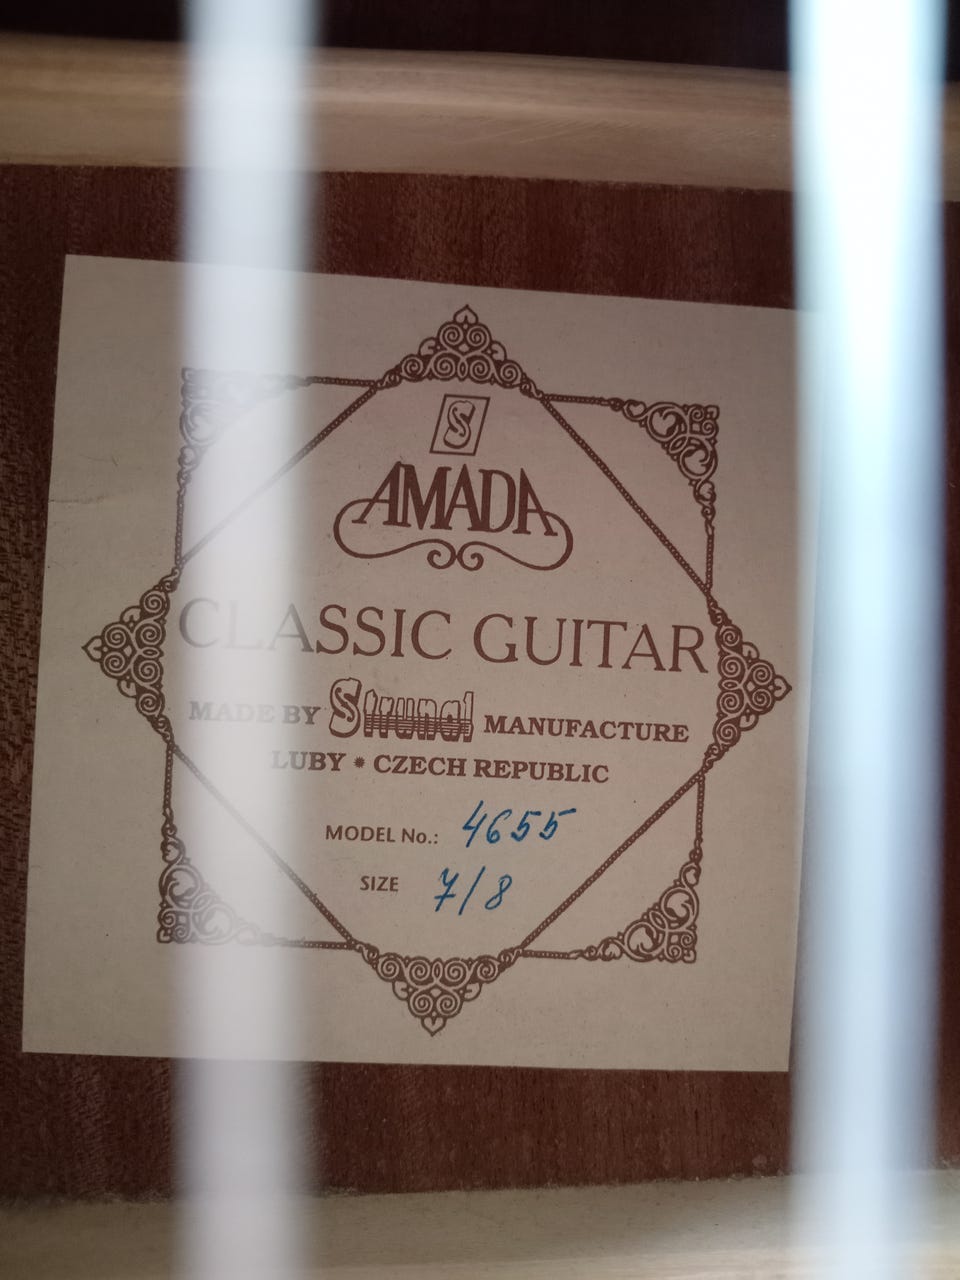 S
AMADA
CLASSIC GUITAR
MADE BY Strunal MANUFACTURE
LUBY * CZECH REPUBLIC
MODEL No.: 4655
SIZE 7/8